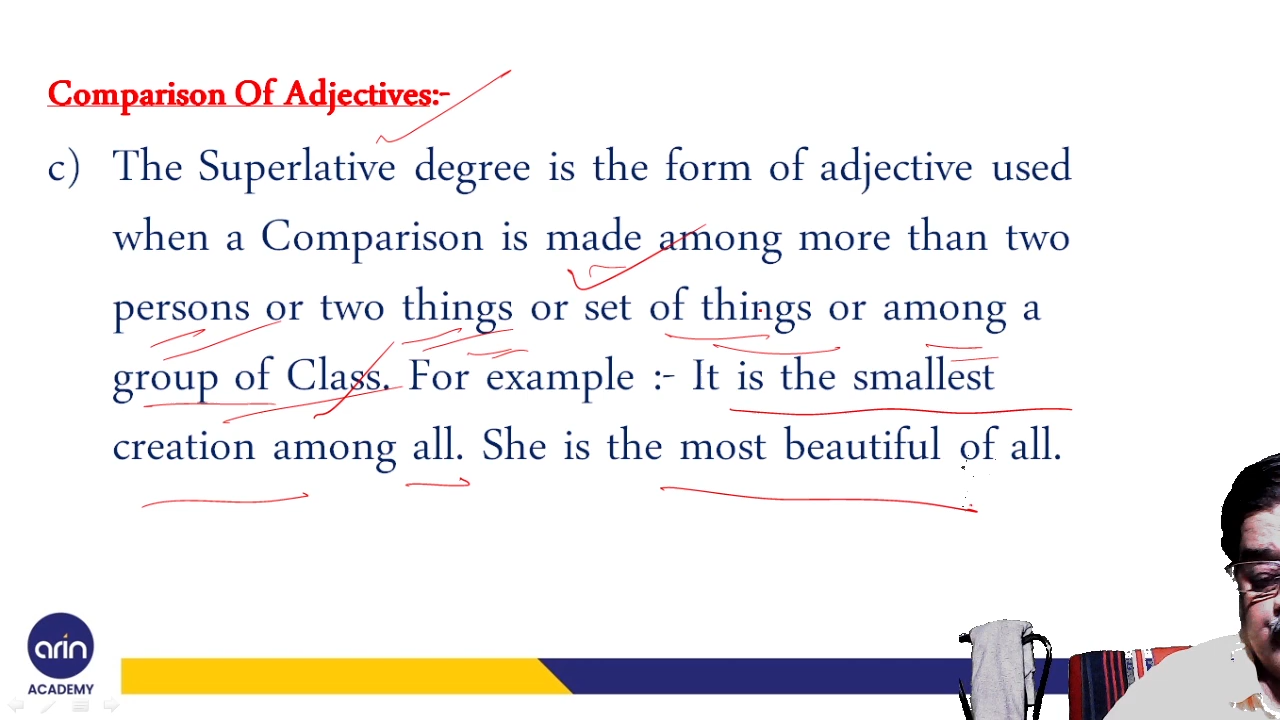 Comparison Of Adjectives:-
c) The Superlative degree is the form of adjective used
when a Comparison is made among more than two
persons or two things or set of things or among a
group of Class. For example :- It is the smallest
creation among all. She is the most beautiful of all.
arin
ACADEMY